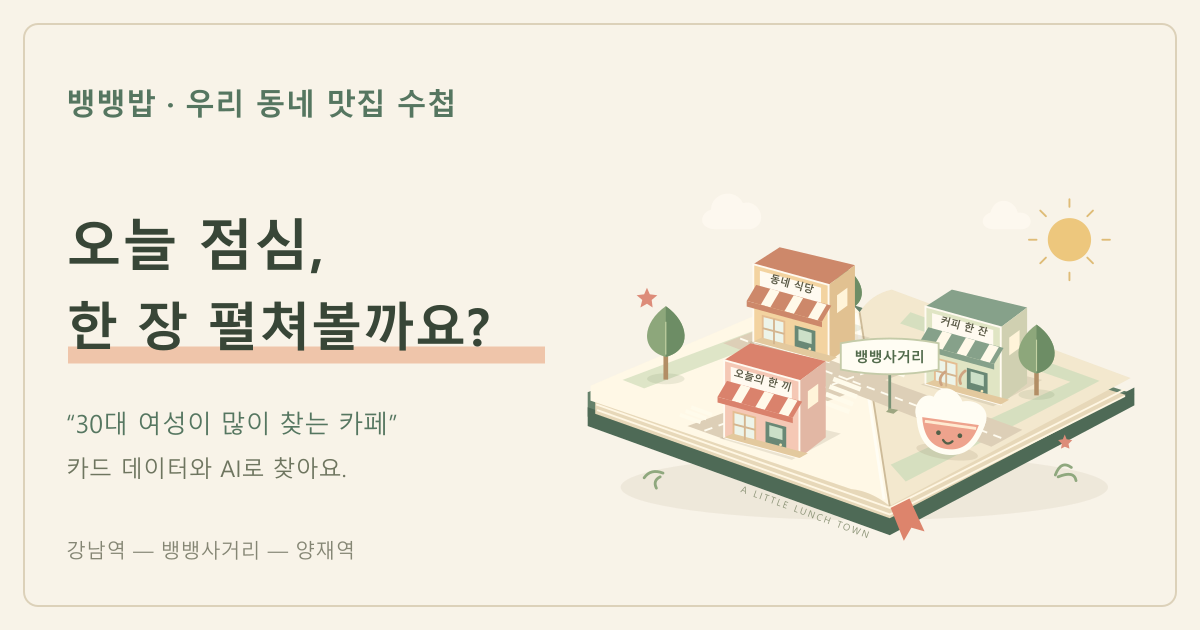 뱅뱅밥 · 우리 동네 맛집 수첩
오늘 점심,
한 장 펼쳐볼까요?
“30대 여성이 많이 찾는 카페”
카드 데이터와 AI로 찾아요.
강남역 — 뱅뱅사거리 — 양재역
동네 식당
커피 한 잔
뱅뱅사거리
오늘의 한 끼
A LITTLE LUNCH TOWN